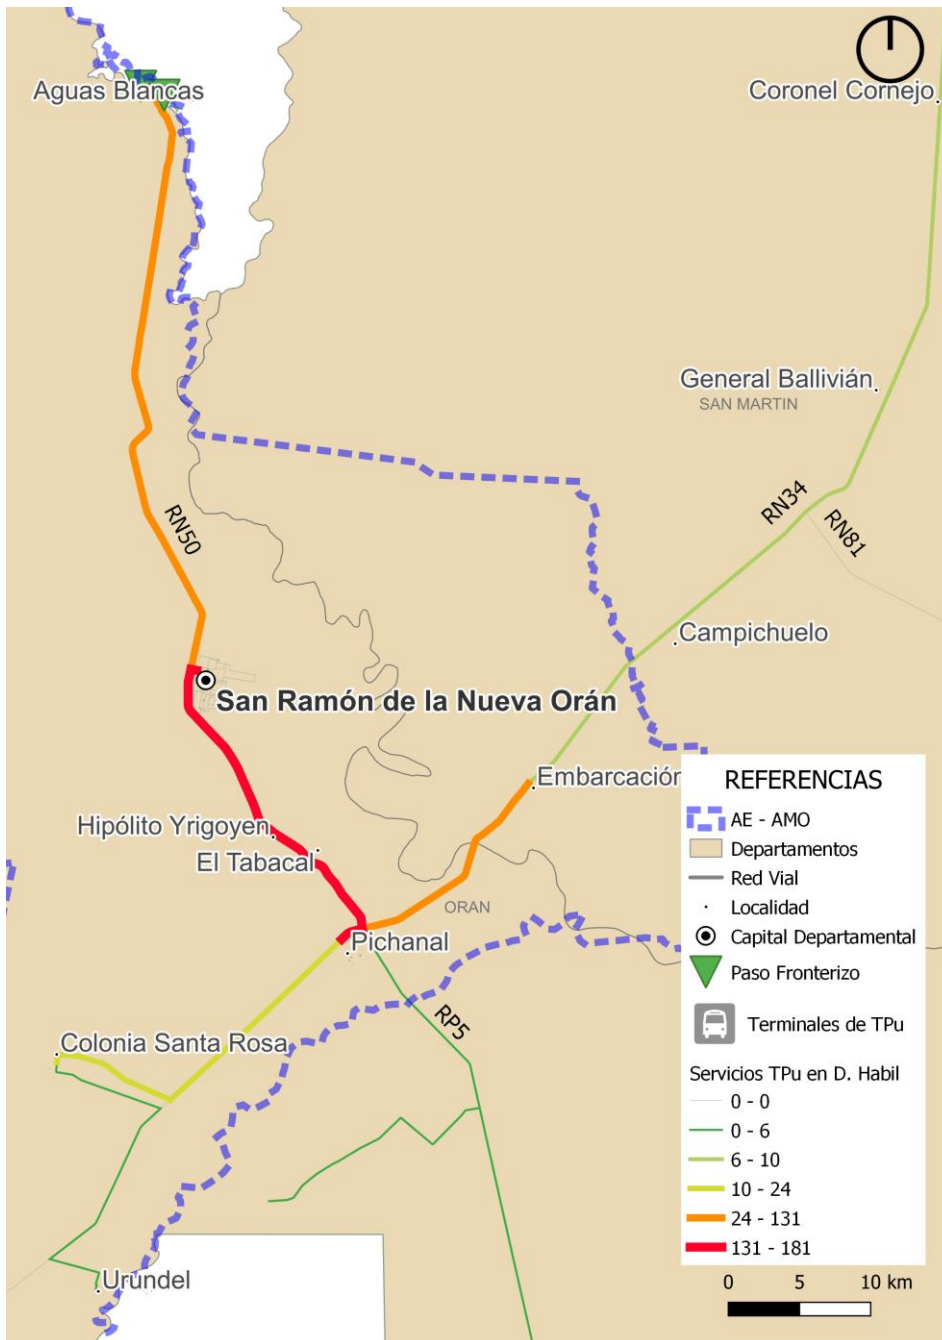 Aguas Blancas
Coronel Cornejo
General Ballivián
SAN MARTIN
RN34
RN81
RN50
Campichuelo
San Ramón de la Nueva Orán
Embarcación
Hipólito Yrigoyen
El Tabacal
ORAN
Pichanal
RP5
Colonia Santa Rosa
Urundel
REFERENCIAS
AE - AMO
Departamentos
Red Vial
Localidad
Capital Departamental
Paso Fronterizo
Terminales de TPu
Servicios TPu en D. Habil
0 - 0
0 - 6
6 - 10
10 - 24
24 - 131
131 - 181
0 5 10 km